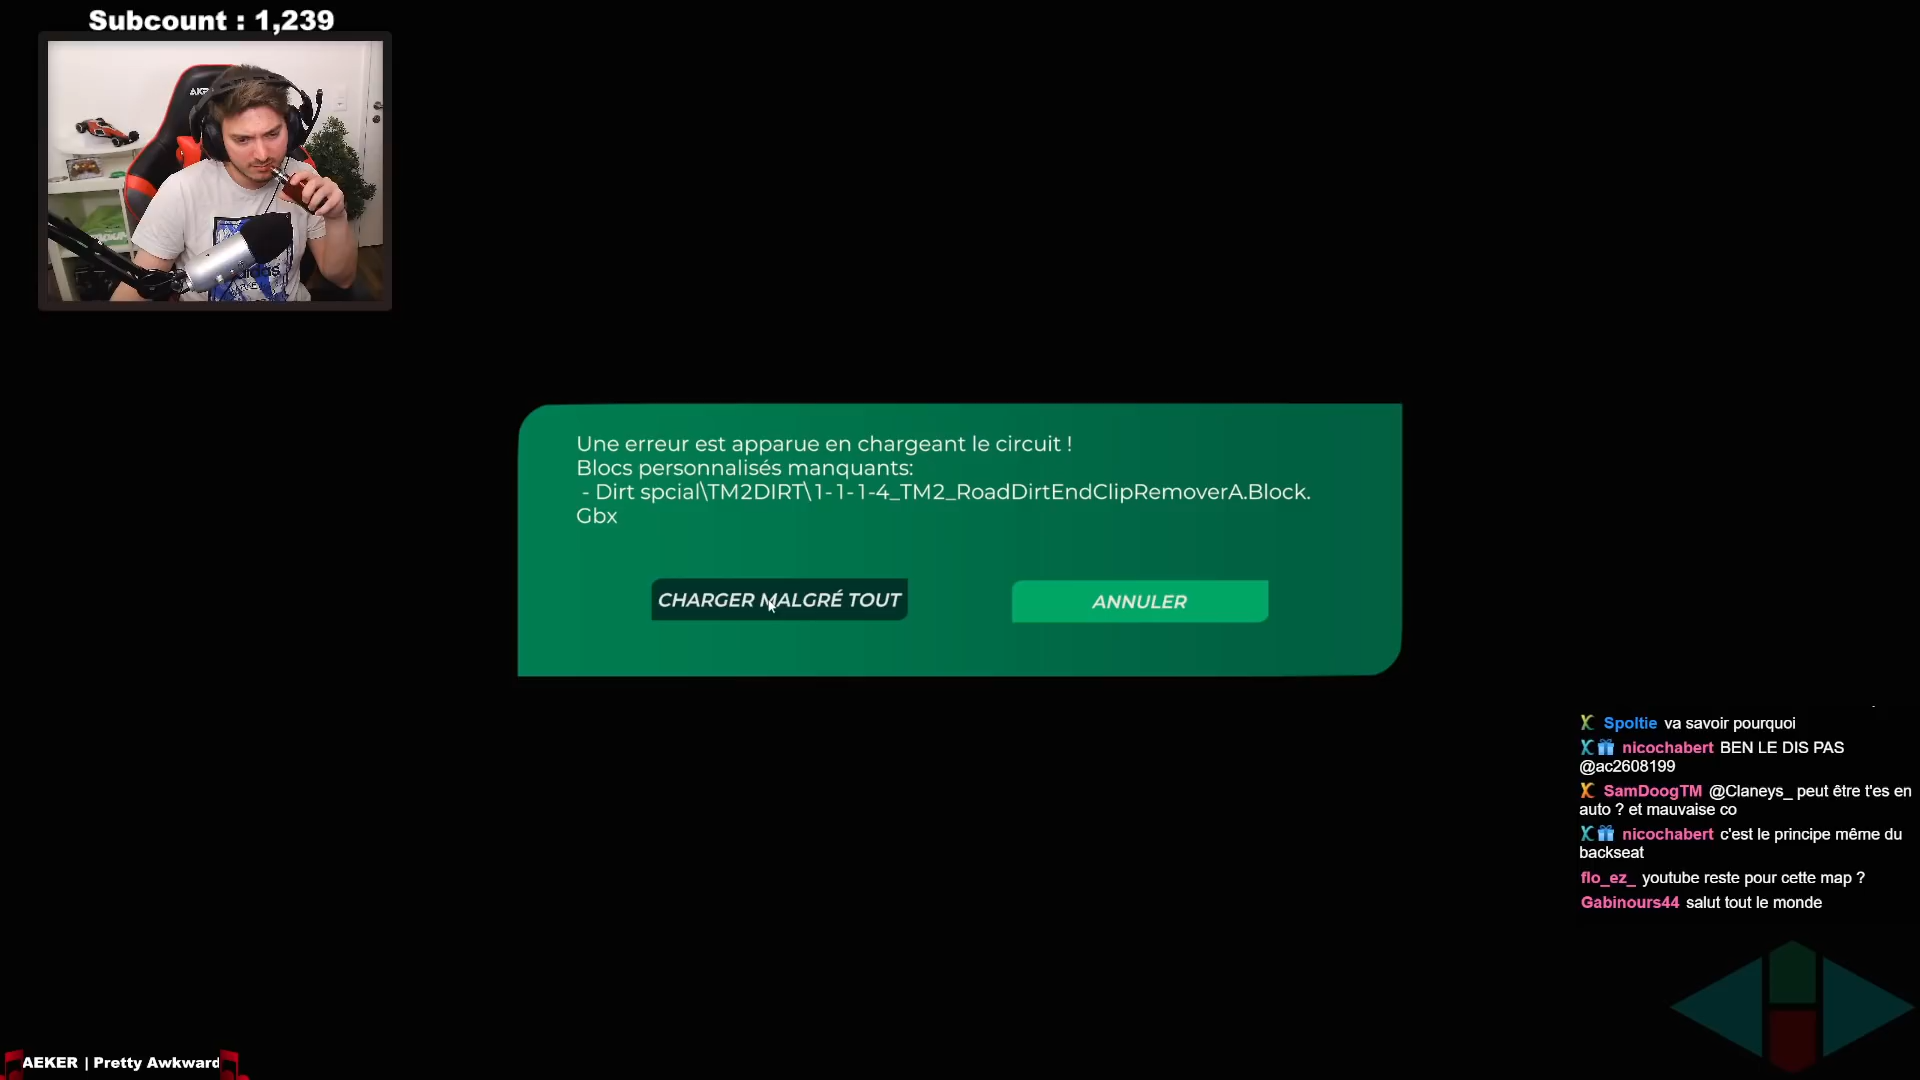 Subcount : 1,239
AKR
adidas
Une erreur est apparue en chargeant le circuit !
Blocs personnalisés manquants:
- Dirt spcial\TM2DIRT\1-1-1-4_TM2_RoadDirtEndClipRemoverA.Block.
Gbx
CHARGER MALGRÉ TOUT
ANNULER
Spoltie va savoir pourquoi
nicochabert BEN LE DIS PAS
@ac2608199
SamDoogTM @Claneys_ peut être t'es en
auto ? et mauvaise co
nicochabert c'est le principe même du
backseat
flo_ez_ youtube reste pour cette map ?
Gabinours44 salut tout le monde
AEKER | Pretty Awkward